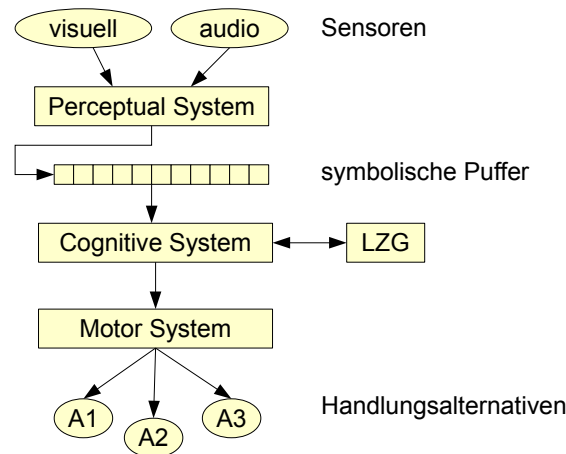 visuell audio Sensoren
Perceptual System
symbolische Puffer
Cognitive System LZG
Motor System
A1 A2 A3 Handlungsalternativen